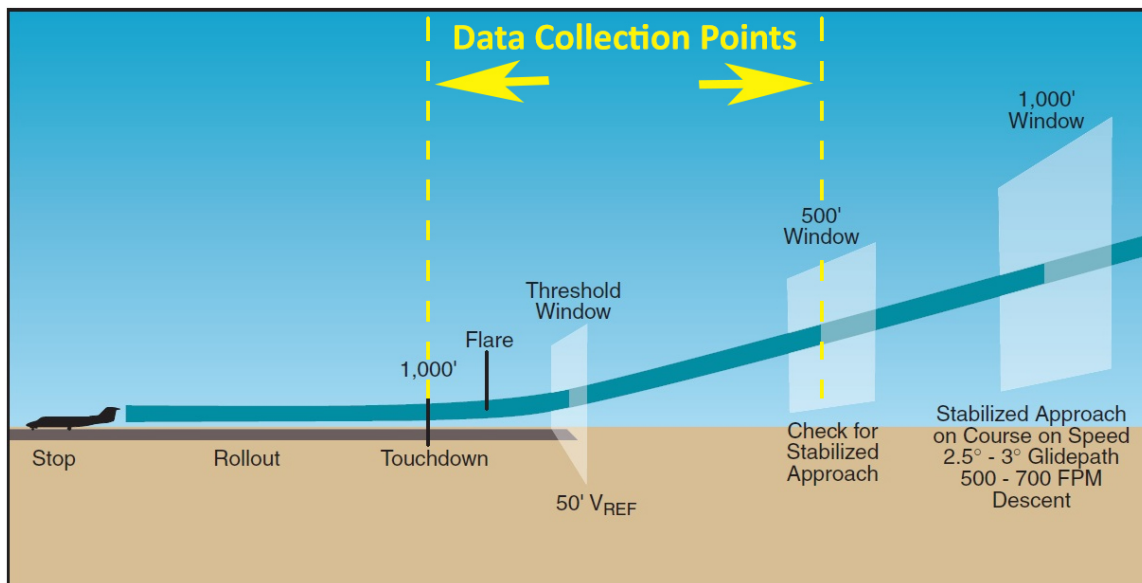 Data Collection Points
1,000'
Window
500'
Window
Threshold
Window
Flare
1,000'
Stop
Rollout
Touchdown
50' VREF
Check for
Stabilized
Approach
Stabilized Approach
on Course on Speed
2.5° - 3° Glidepath
500 - 700 FPM
Descent